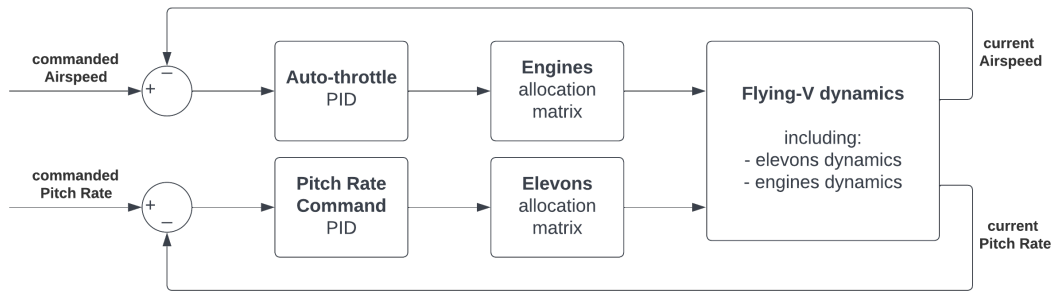 commanded
Airspeed
+
−
Auto-throttle
PID
Engines
allocation
matrix
Flying-V dynamics
including:
- elevons dynamics
- engines dynamics
current
Airspeed
commanded
Pitch Rate
+
−
Pitch Rate
Command
PID
Elevons
allocation
matrix
current
Pitch Rate